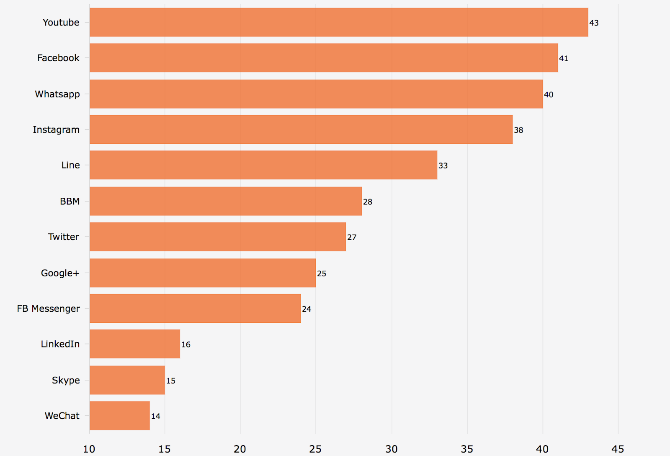 Youtube 43
Facebook 41
Whatsapp 40
Instagram 38
Line 33
BBM 28
Twitter 27
Google+ 25
FB Messenger 24
LinkedIn 16
Skype 15
WeChat 14
10 15 20 25 30 35 40 45